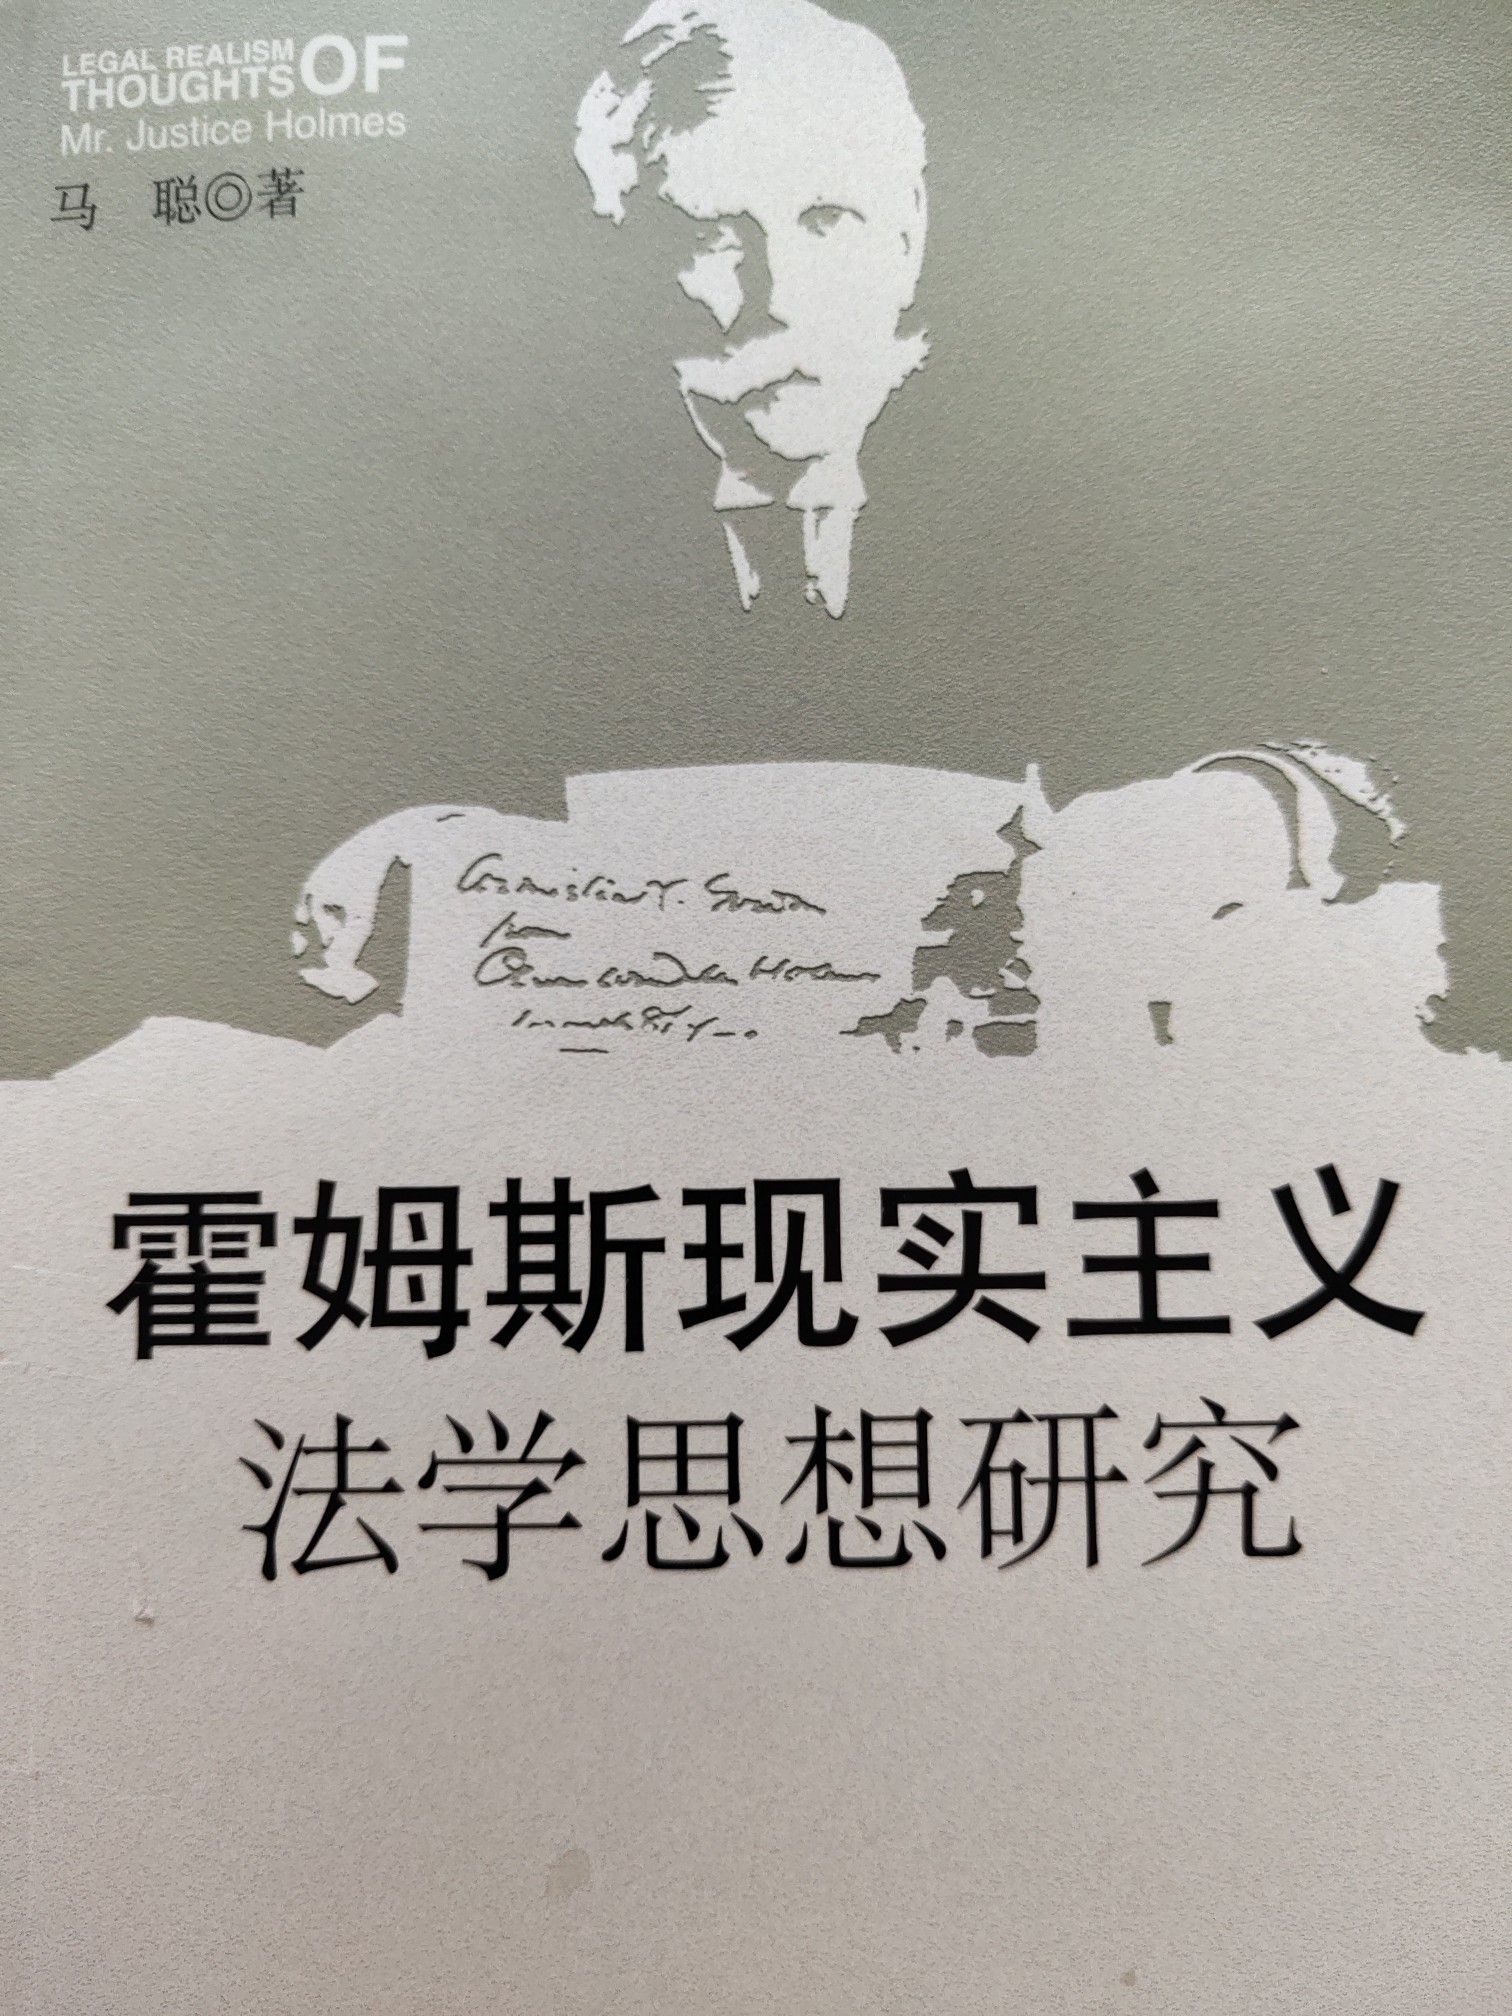 LEGAL REALISM
THOUGHTS OF
Mr. Justice Holmes
马 聪◎著
霍姆斯现实主义
法学思想研究